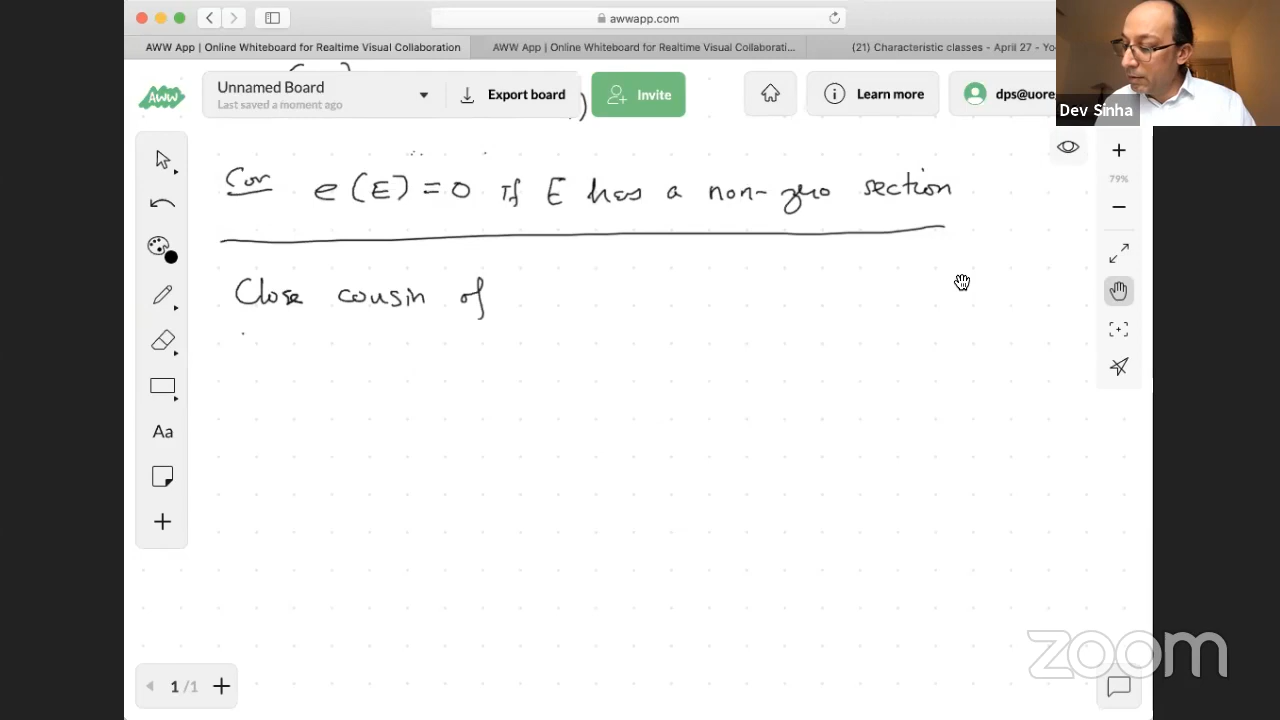 awwapp.com
AWW App | Online Whiteboard for Realtime Visual Collaboration
AWW App | Online Whiteboard for Realtime Visual Collaborati...
(21) Characteristic classes - April 27 - Yo
AWW
Unnamed Board
Last saved a moment ago
Export board
Invite
Learn more
dps@uore
Dev Sinha
79%
Cor e(E) = 0 if E has a non-zero section
Close cousin of
Aa
1/1
zoom